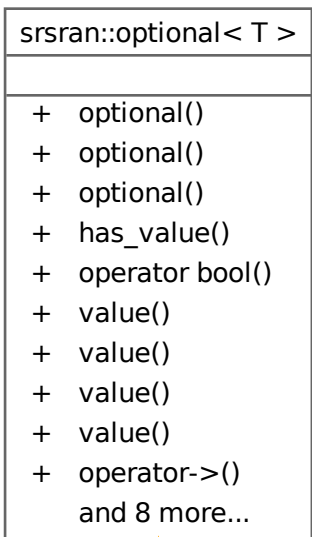 srsran::optional< T >
+ optional()
+ optional()
+ optional()
+ has_value()
+ operator bool()
+ value()
+ value()
+ value()
+ value()
+ operator->()
and 8 more...